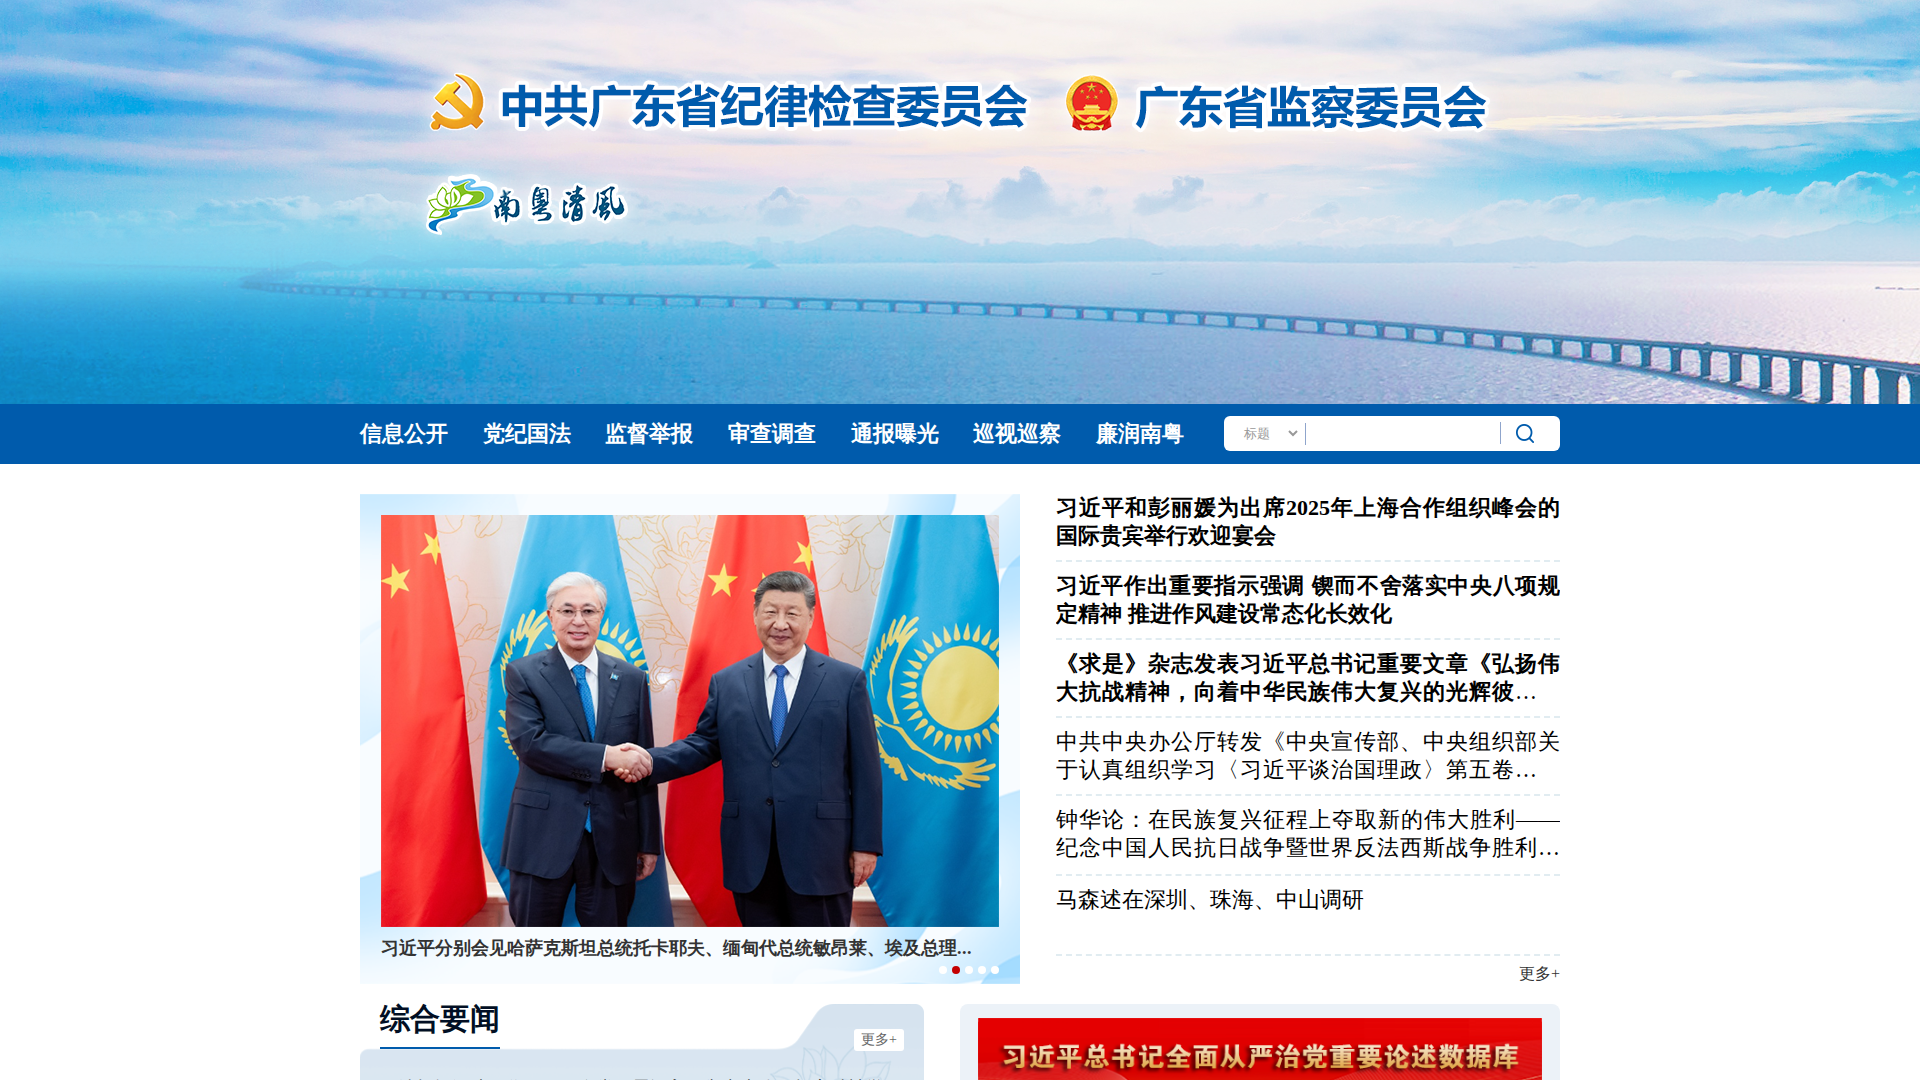 中共广东省纪律检查委员会 广东省监察委员会
南粤清風
信息公开 党纪国法 监督举报 审查调查 通报曝光 巡视巡察 廉润南粤 标题
习近平和彭丽媛为出席2025年上海合作组织峰会的
国际贵宾举行欢迎宴会
习近平作出重要指示强调 锲而不舍落实中央八项规
定精神 推进作风建设常态化长效化
《求是》杂志发表习近平总书记重要文章《弘扬伟
大抗战精神，向着中华民族伟大复兴的光辉彼…
中共中央办公厅转发《中央宣传部、中央组织部关
于认真组织学习〈习近平谈治国理政〉第五卷…
钟华论：在民族复兴征程上夺取新的伟大胜利——
纪念中国人民抗日战争暨世界反法西斯战争胜利…
马森述在深圳、珠海、中山调研
更多+
习近平分别会见哈萨克斯坦总统托卡耶夫、缅甸代总统敏昂莱、埃及总理...
综合要闻
更多+
习近平总书记全面从严治党重要论述数据库